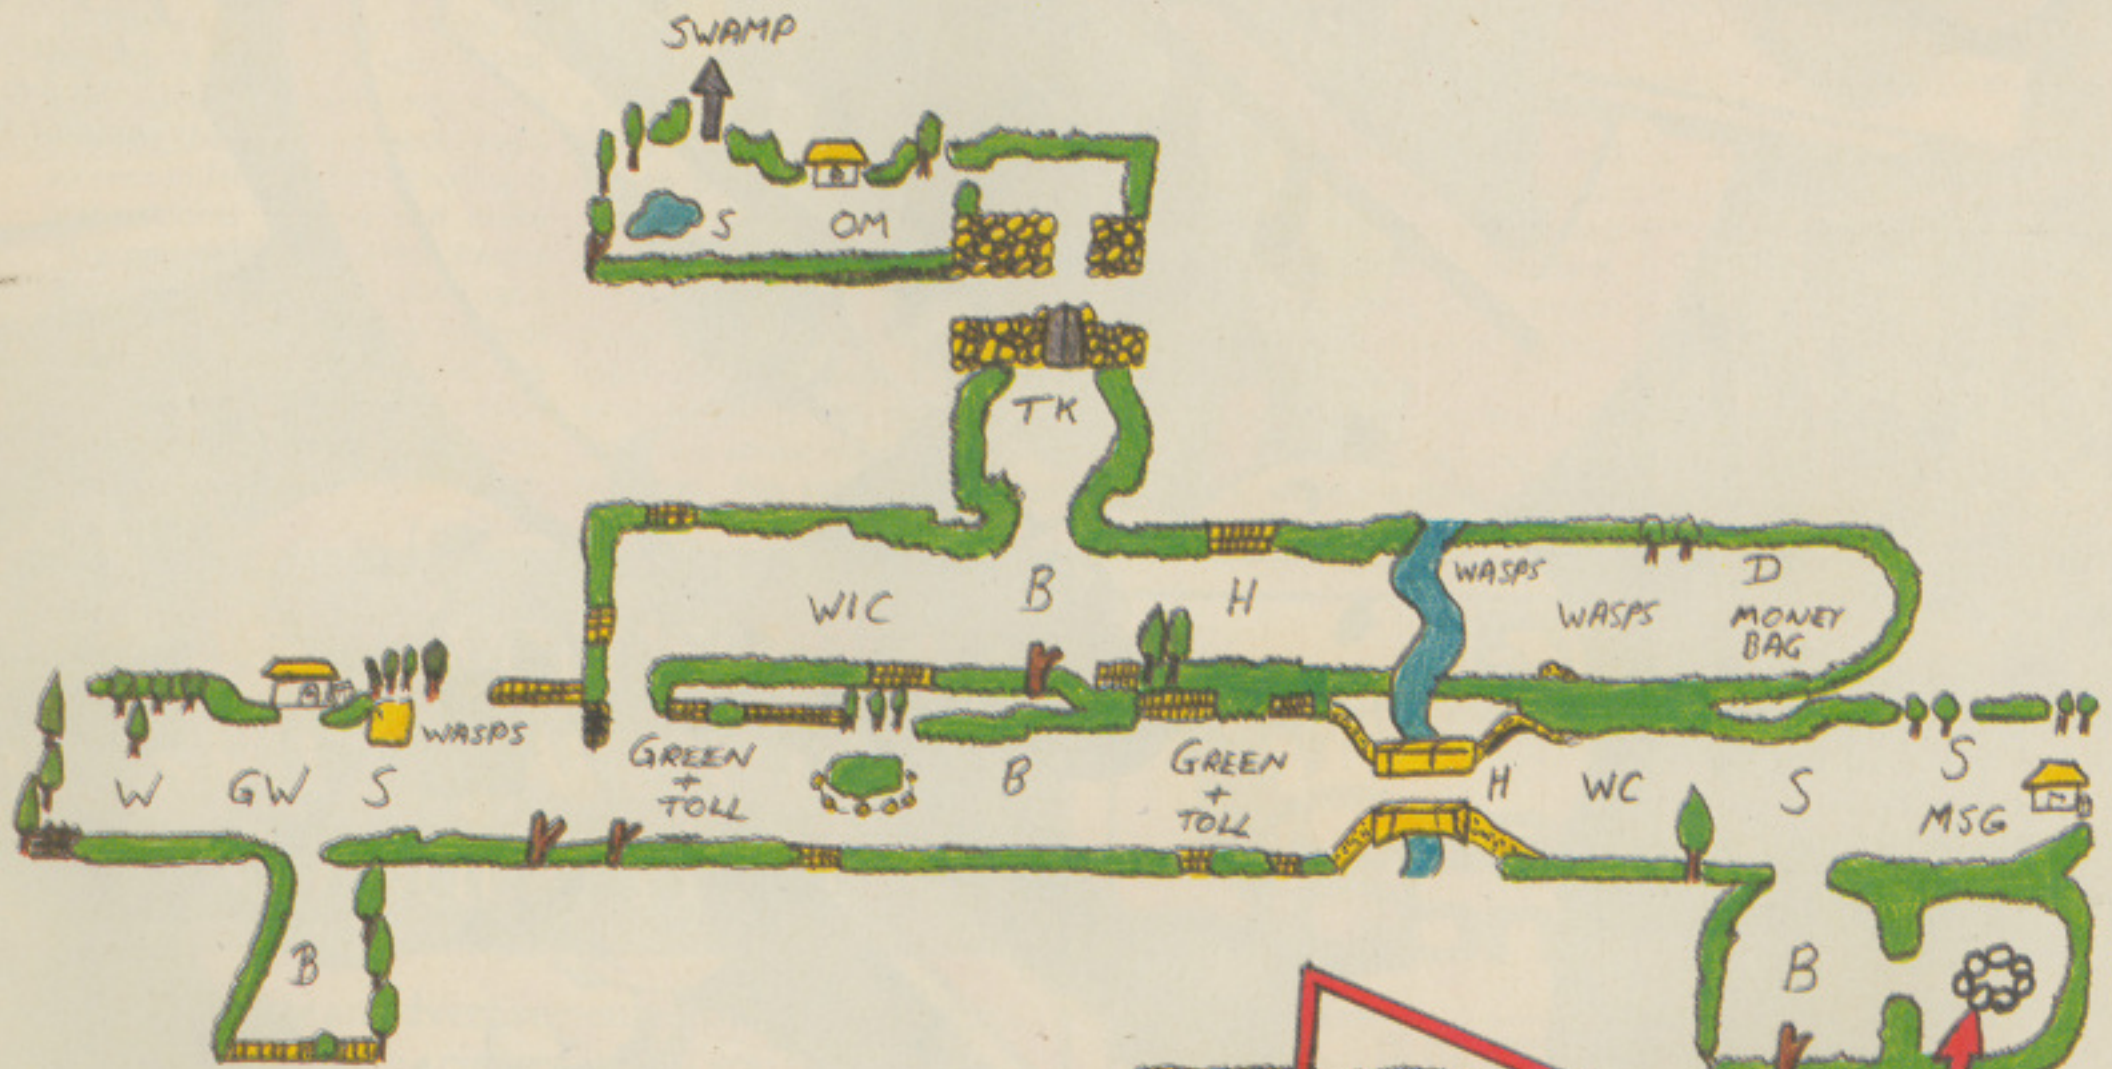 SWAMP
S OM
TK
WIC B H
WASPS
WASPS
D
MONEY
BAG
WASPS
W GW S
GREEN
+
TOLL
B
GREEN
+
TOLL
H WC S
S
MSG
B
B